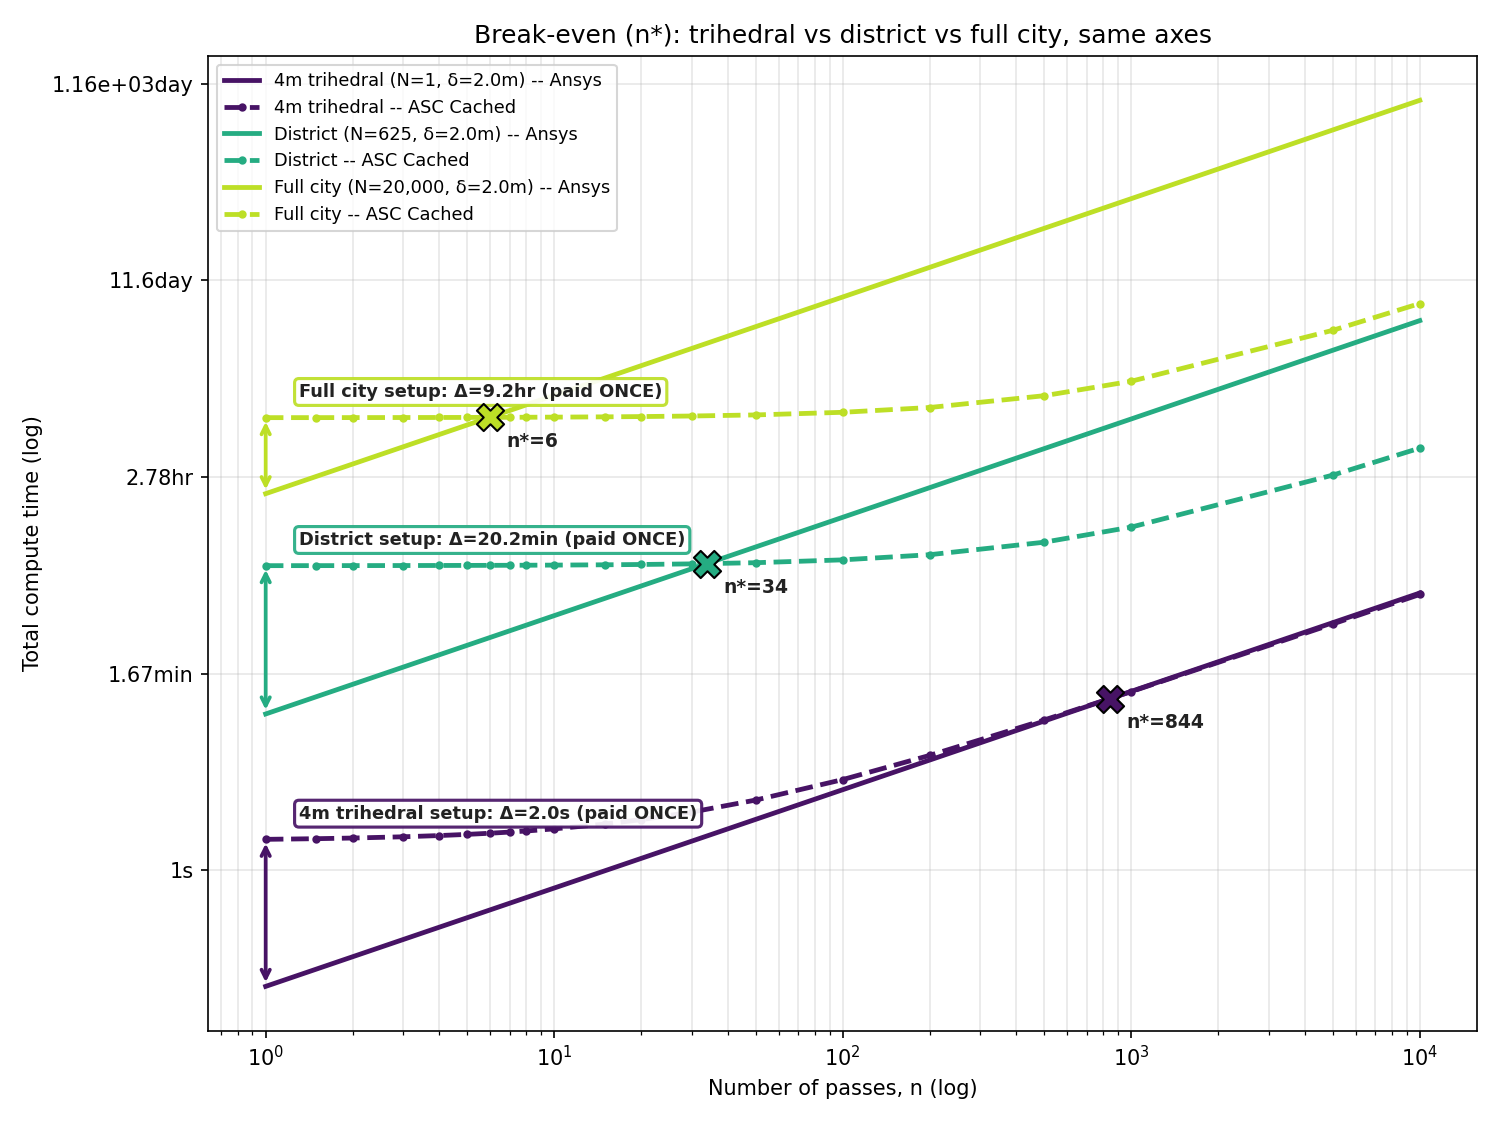 Break-even (n*): trihedral vs district vs full city, same axes
4m trihedral (N=1, δ=2.0m) -- Ansys
4m trihedral -- ASC Cached
District (N=625, δ=2.0m) -- Ansys
District -- ASC Cached
Full city (N=20,000, δ=2.0m) -- Ansys
Full city -- ASC Cached
1.16e+03day
11.6day
2.78hr
1.67min
1s
Total compute time (log)
Full city setup: Δ=9.2hr (paid ONCE)
n*=6
District setup: Δ=20.2min (paid ONCE)
n*=34
n*=844
4m trihedral setup: Δ=2.0s (paid ONCE)
10⁰
10¹
10²
10³
10⁴
Number of passes, n (log)